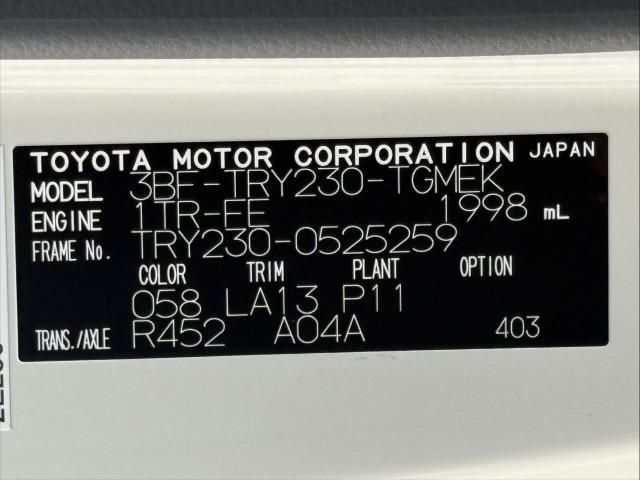 TOYOTA MOTOR CORPORATION JAPAN
MODEL 3BF-TRY230-TGMEK
ENGINE 1TR-FE 1998 mL
FRAME No. TRY230-0525259
COLOR TRIM PLANT OPTION
058 LA13 P11
TRANS./AXLE R452 A04A 403